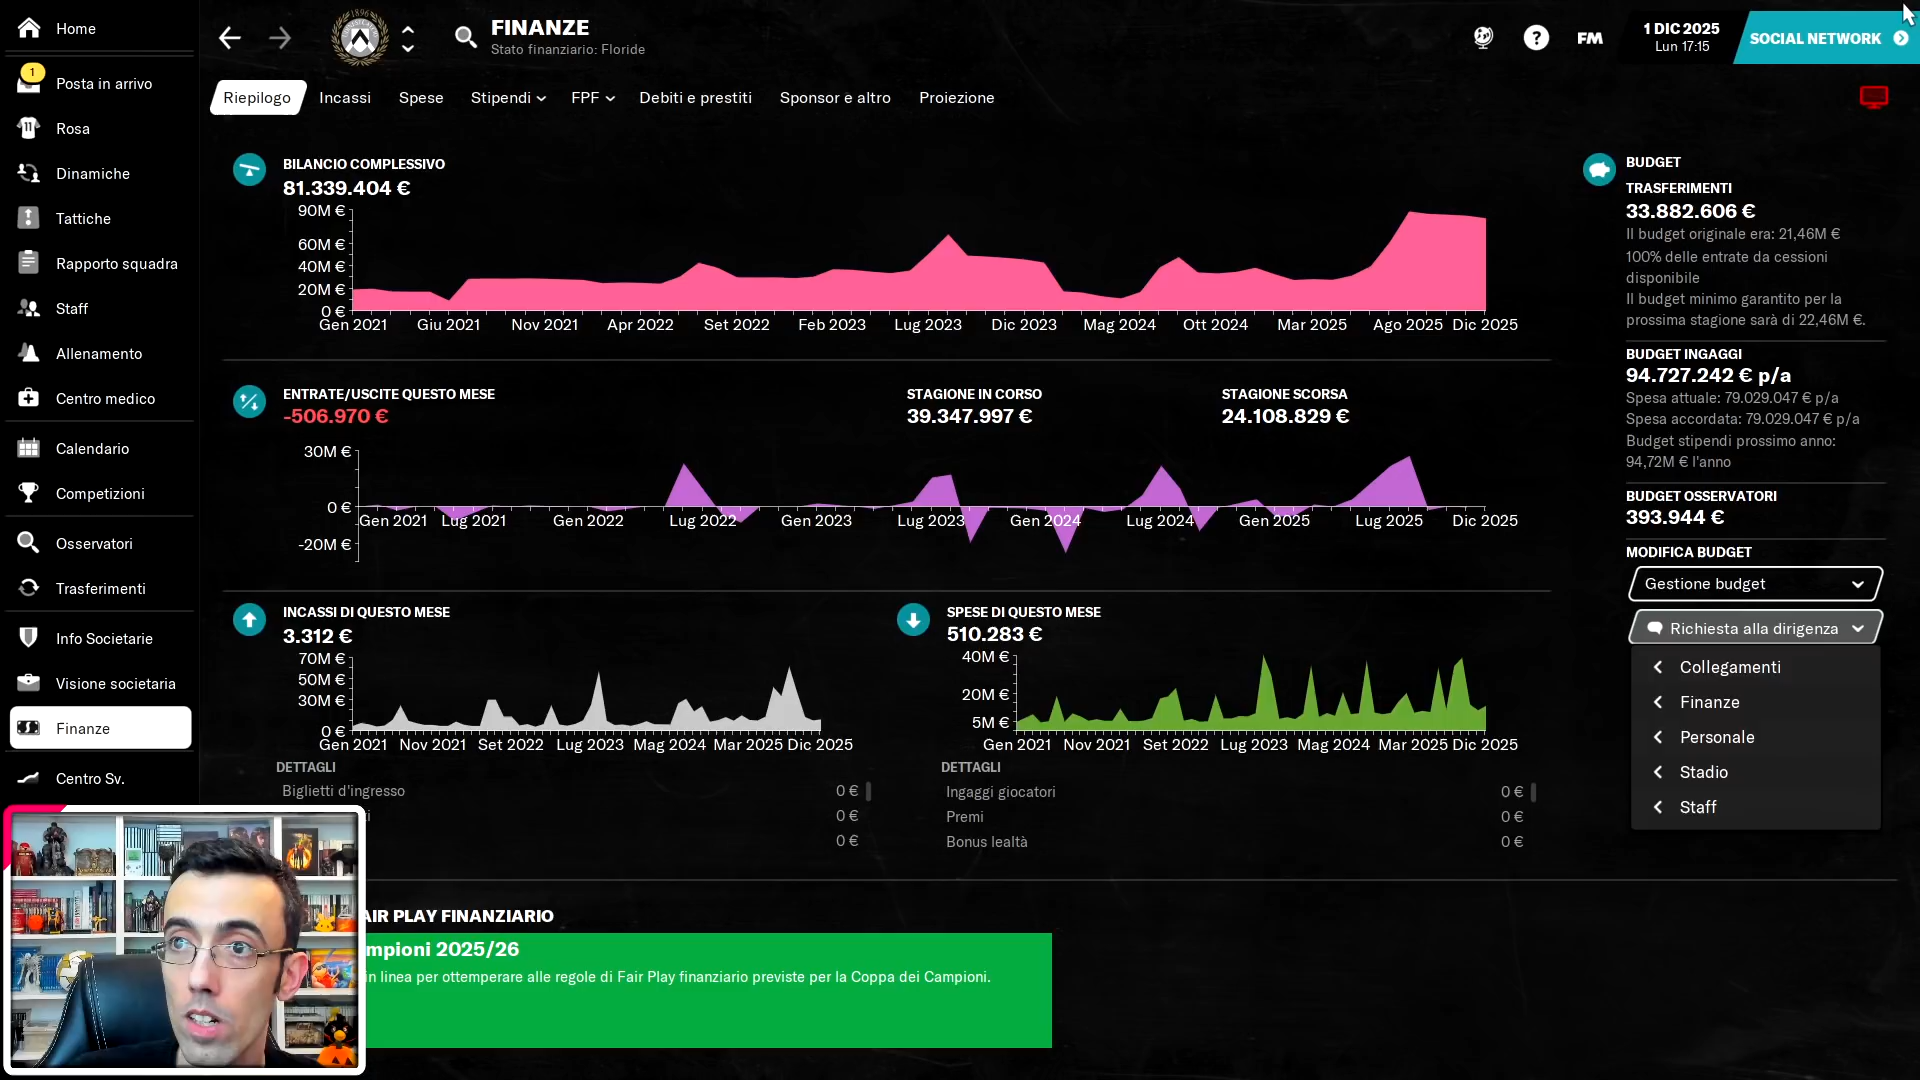 Home
1
Posta in arrivo
Rosa
Dinamiche
Tattiche
Rapporto squadra
Staff
Allenamento
Centro medico
Calendario
Competizioni
Osservatori
Trasferimenti
Info Societarie
Visione societaria
Finanze
Centro Sv.
1896
FINANZE
Stato finanziario: Floride
FM
1 DIC 2025
Lun 17:15
SOCIAL NETWORK
Riepilogo
Incassi
Spese
Stipendi
FPF
Debiti e prestiti
Sponsor e altro
Proiezione
BILANCIO COMPLESSIVO
81.339.404 €
90M €
60M €
40M €
20M €
0 €
Gen 2021 Giu 2021 Nov 2021 Apr 2022 Set 2022 Feb 2023 Lug 2023 Dic 2023 Mag 2024 Ott 2024 Mar 2025 Ago 2025 Dic 2025
ENTRATE/USCITE QUESTO MESE
-506.970 €
STAGIONE IN CORSO
39.347.997 €
STAGIONE SCORSA
24.108.829 €
30M €
0 €
-20M €
Gen 2021 Lug 2021 Gen 2022 Lug 2022 Gen 2023 Lug 2023 Gen 2024 Lug 2024 Gen 2025 Lug 2025 Dic 2025
INCASSI DI QUESTO MESE
3.312 €
70M €
50M €
30M €
0 €
Gen 2021 Nov 2021 Set 2022 Lug 2023 Mag 2024 Mar 2025 Dic 2025
DETTAGLI
Biglietti d'ingresso 0 €
0 €
0 €
SPESE DI QUESTO MESE
510.283 €
40M €
20M €
5M €
Gen 2021 Nov 2021 Set 2022 Lug 2023 Mag 2024 Mar 2025 Dic 2025
DETTAGLI
Ingaggi giocatori 0 €
Premi 0 €
Bonus lealtà 0 €
AIR PLAY FINANZIARIO
mpioni 2025/26
in linea per ottemperare alle regole di Fair Play finanziario previste per la Coppa dei Campioni.
BUDGET
TRASFERIMENTI
33.882.606 €
Il budget originale era: 21,46M €
100% delle entrate da cessioni
disponibile
Il budget minimo garantito per la
prossima stagione sarà di 22,46M €.
BUDGET INGAGGI
94.727.242 € p/a
Spesa attuale: 79.029.047 € p/a
Spesa accordata: 79.029.047 € p/a
Budget stipendi prossimo anno:
94,72M € l'anno
BUDGET OSSERVATORI
393.944 €
MODIFICA BUDGET
Gestione budget
Richiesta alla dirigenza
Collegamenti
Finanze
Personale
Stadio
Staff